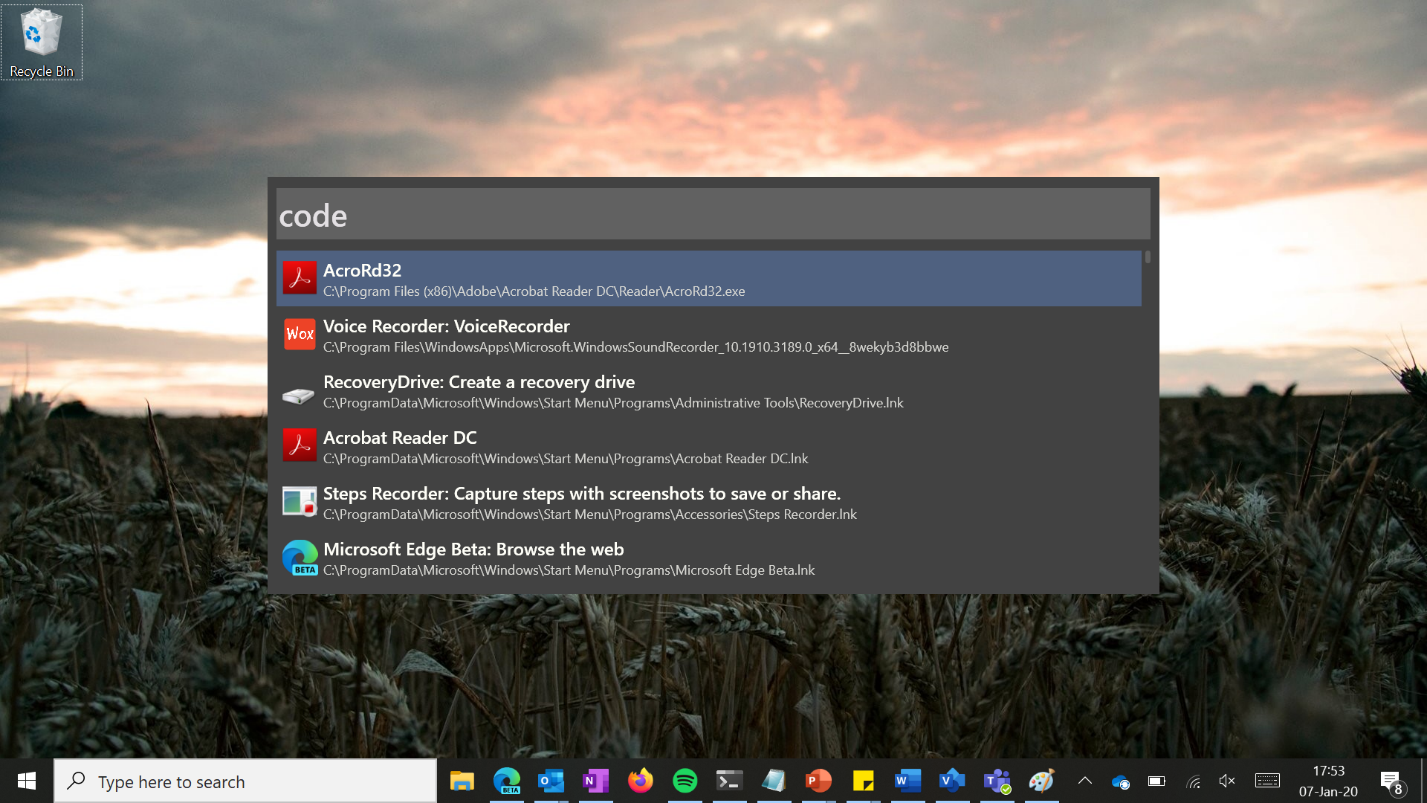 Recycle Bin
code
AcroRd32
C:\Program Files (x86)\Adobe\Acrobat Reader DC\Reader\AcroRd32.exe
Wox
Voice Recorder: VoiceRecorder
C:\Program Files\WindowsApps\Microsoft.WindowsSoundRecorder_10.1910.3189.0_x64__8wekyb3d8bbwe
RecoveryDrive: Create a recovery drive
C:\ProgramData\Microsoft\Windows\Start Menu\Programs\Administrative Tools\RecoveryDrive.lnk
Acrobat Reader DC
C:\ProgramData\Microsoft\Windows\Start Menu\Programs\Acrobat Reader DC.lnk
Steps Recorder: Capture steps with screenshots to save or share.
C:\ProgramData\Microsoft\Windows\Start Menu\Programs\Accessories\Steps Recorder.lnk
BETA
Microsoft Edge Beta: Browse the web
C:\ProgramData\Microsoft\Windows\Start Menu\Programs\Microsoft Edge Beta.lnk
Type here to search
BETA
17:53
07-Jan-20
8